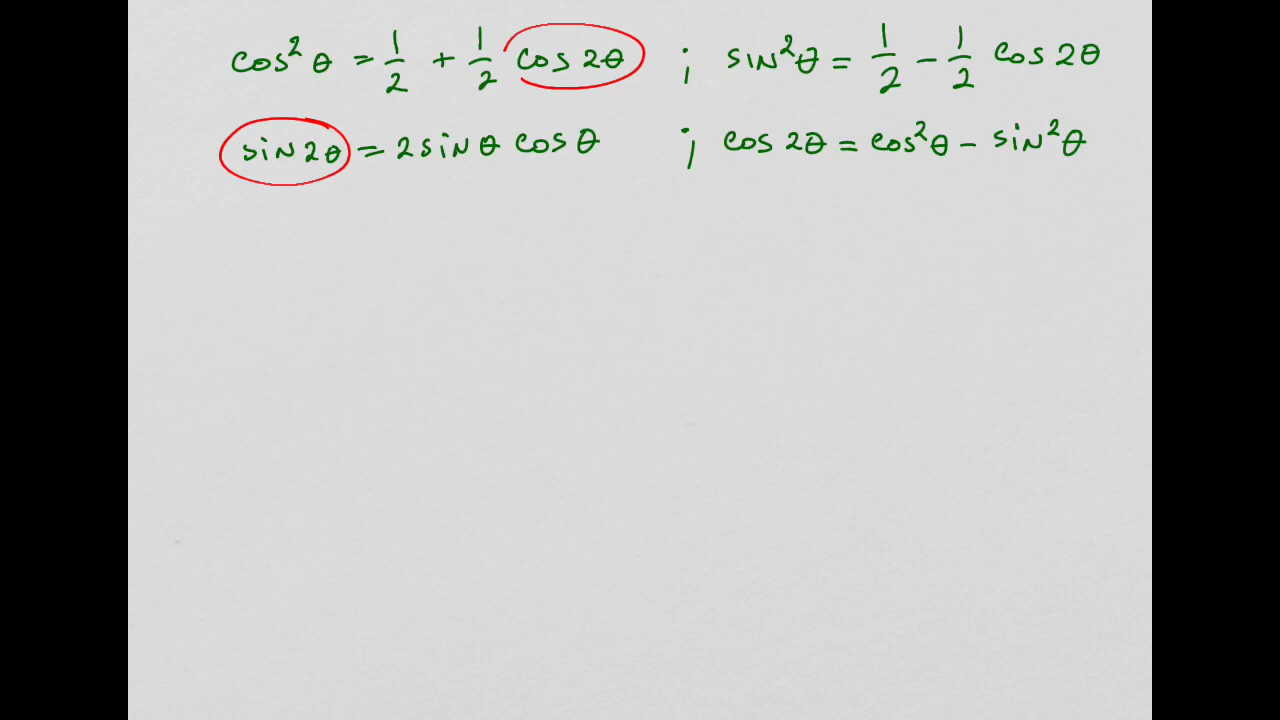 cos²θ = 1/2 + 1/2 cos 2θ ; sin²θ = 1/2 - 1/2 cos 2θ
sin 2θ = 2 sin θ cos θ ; cos 2θ = cos²θ - sin²θ